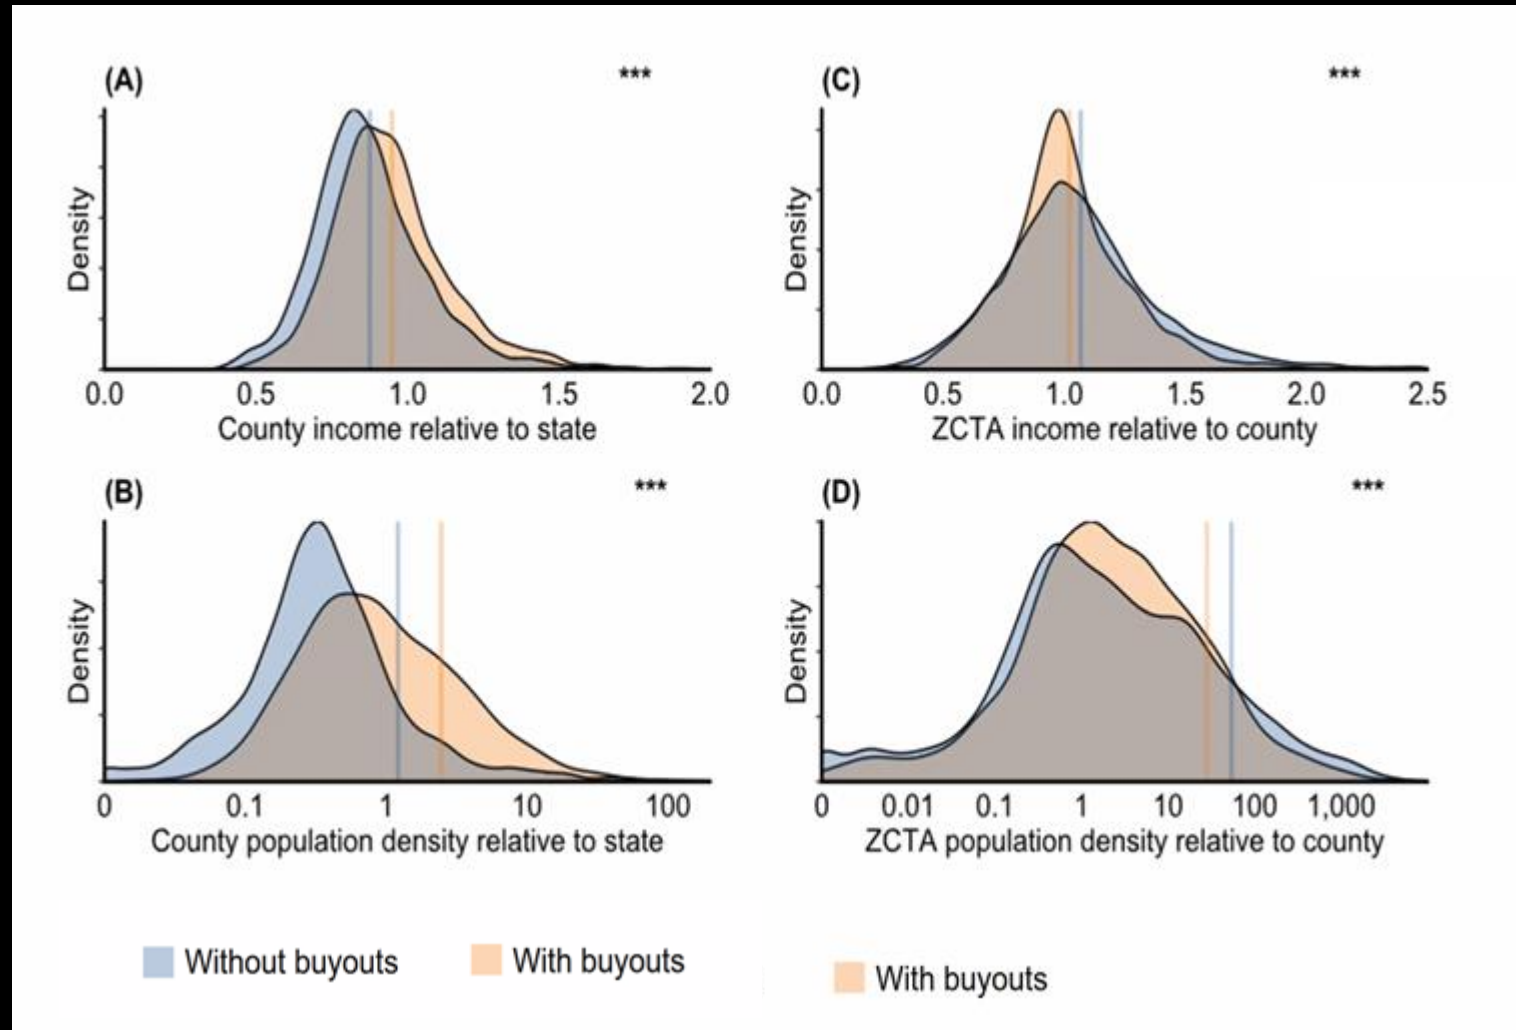 (A) ***
Density
0.0 0.5 1.0 1.5 2.0
County income relative to state
(C) ***
Density
0.0 0.5 1.0 1.5 2.0 2.5
ZCTA income relative to county
(B) ***
Density
0 0.1 1 10 100
County population density relative to state
(D) ***
Density
0 0.01 0.1 1 10 100 1,000
ZCTA population density relative to county
Without buyouts
With buyouts
With buyouts